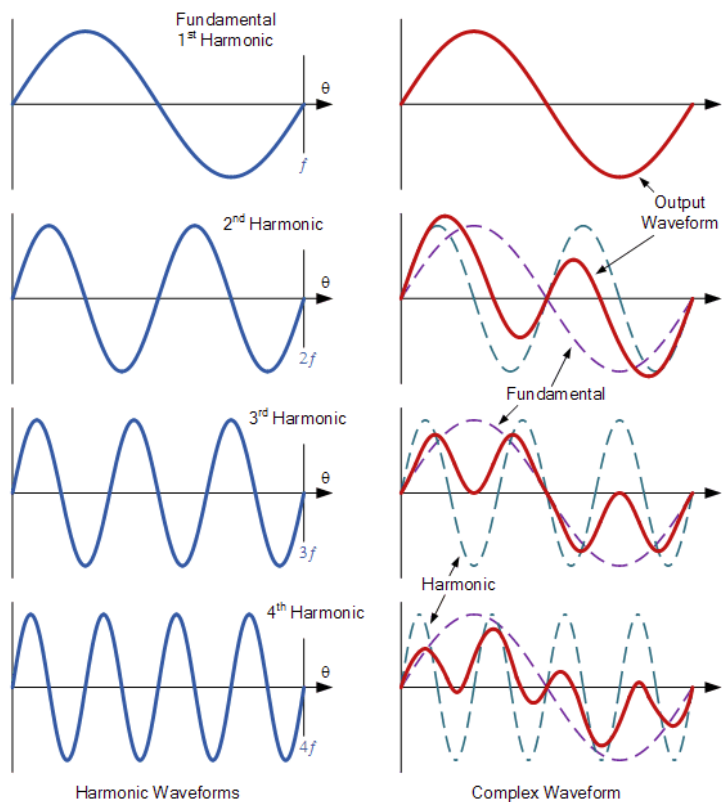 Fundamental
1st Harmonic
θ
f
Output
Waveform
2nd Harmonic
θ
2f
Fundamental
3rd Harmonic
θ
3f
Harmonic
4th Harmonic
θ
4f
Harmonic Waveforms
Complex Waveform